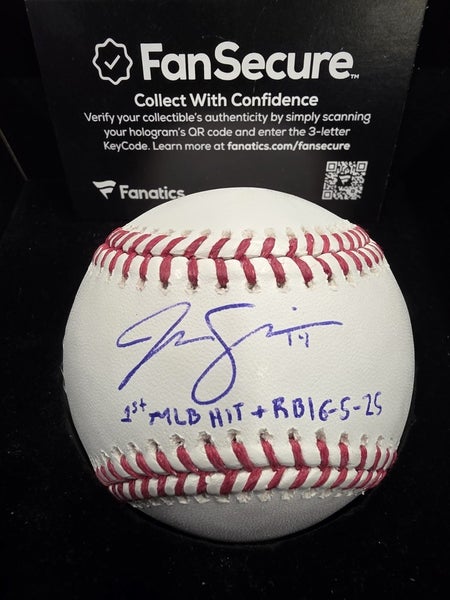 FanSecure™
Collect With Confidence
Verify your collectible's authenticity by simply scanning
your hologram's QR code and enter the 3-letter
KeyCode. Learn more at fanatics.com/fansecure
Fanatics
14
1st MLB HIT + RBI 6-5-25